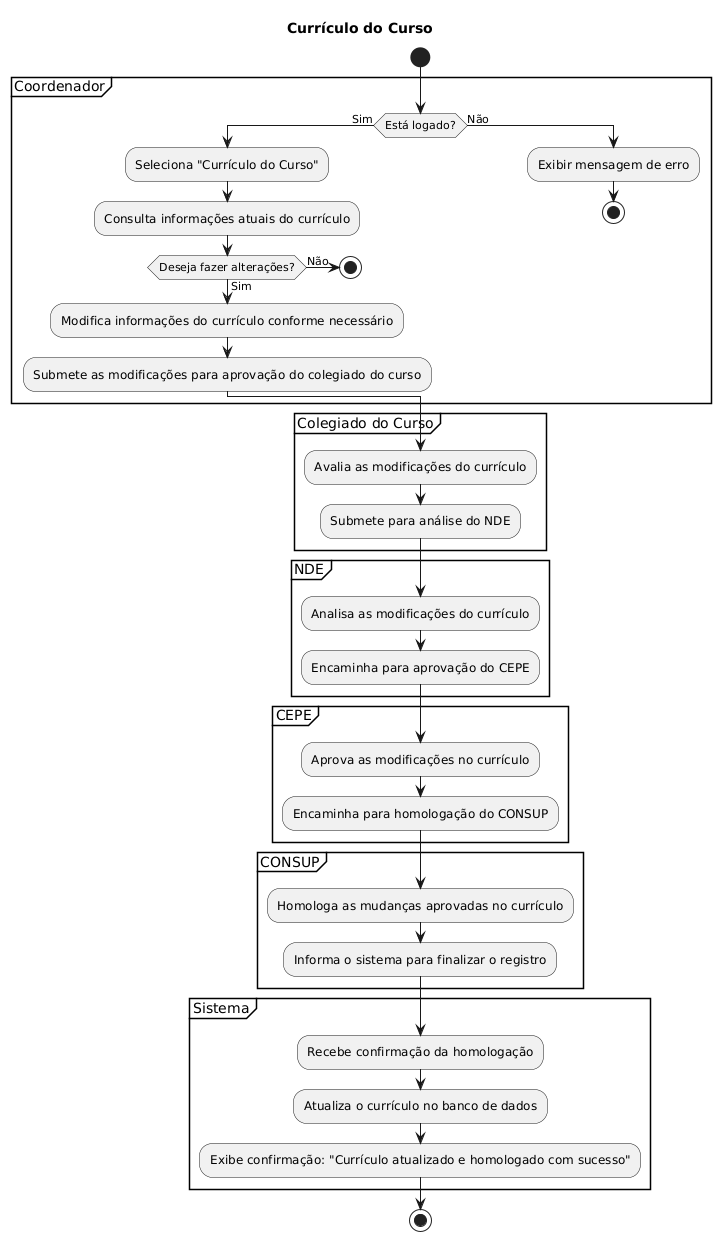 Currículo do Curso
Coordenador
Está logado?
Sim
Não
Seleciona "Currículo do Curso"
Exibir mensagem de erro
Consulta informações atuais do currículo
Deseja fazer alterações?
Não
Sim
Modifica informações do currículo conforme necessário
Submete as modificações para aprovação do colegiado do curso
Colegiado do Curso
Avalia as modificações do currículo
Submete para análise do NDE
NDE
Analisa as modificações do currículo
Encaminha para aprovação do CEPE
CEPE
Aprova as modificações no currículo
Encaminha para homologação do CONSUP
CONSUP
Homologa as mudanças aprovadas no currículo
Informa o sistema para finalizar o registro
Sistema
Recebe confirmação da homologação
Atualiza o currículo no banco de dados
Exibe confirmação: "Currículo atualizado e homologado com sucesso"